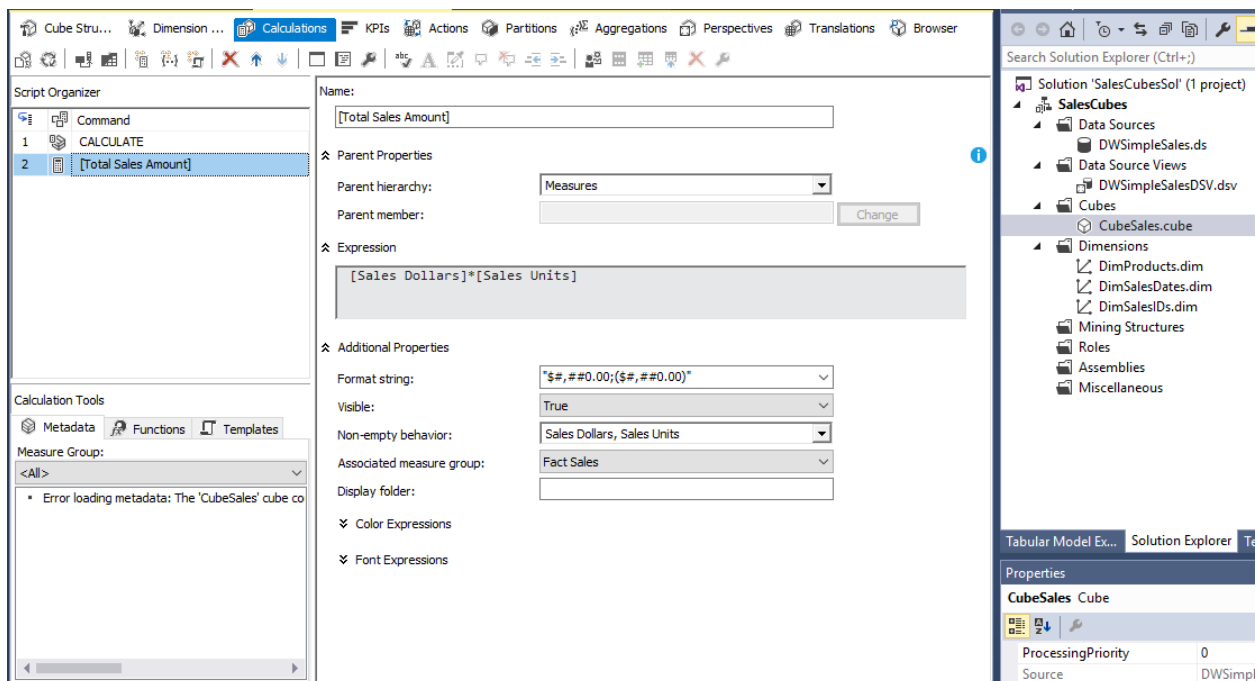 Cube Stru...
Dimension ...
Calculations
KPIs
Actions
Partitions
Aggregations
Perspectives
Translations
Browser
Script Organizer
Command
1 CALCULATE
2 [Total Sales Amount]
Calculation Tools
Metadata
Functions
Templates
Measure Group:
<All>
Error loading metadata: The 'CubeSales' cube co
Name:
[Total Sales Amount]
Parent Properties
Parent hierarchy: Measures
Parent member: Change
Expression
[Sales Dollars]*[Sales Units]
Additional Properties
Format string: "$#,##0.00;($#,##0.00)"
Visible: True
Non-empty behavior: Sales Dollars, Sales Units
Associated measure group: Fact Sales
Display folder:
Color Expressions
Font Expressions
Search Solution Explorer (Ctrl+;)
Solution 'SalesCubesSol' (1 project)
SalesCubes
Data Sources
DWSimpleSales.ds
Data Source Views
DWSimpleSalesDSV.dsv
Cubes
CubeSales.cube
Dimensions
DimProducts.dim
DimSalesDates.dim
DimSalesIDs.dim
Mining Structures
Roles
Assemblies
Miscellaneous
Tabular Model Ex...
Solution Explorer
Te
Properties
CubeSales Cube
ProcessingPriority 0
Source DWSimpl